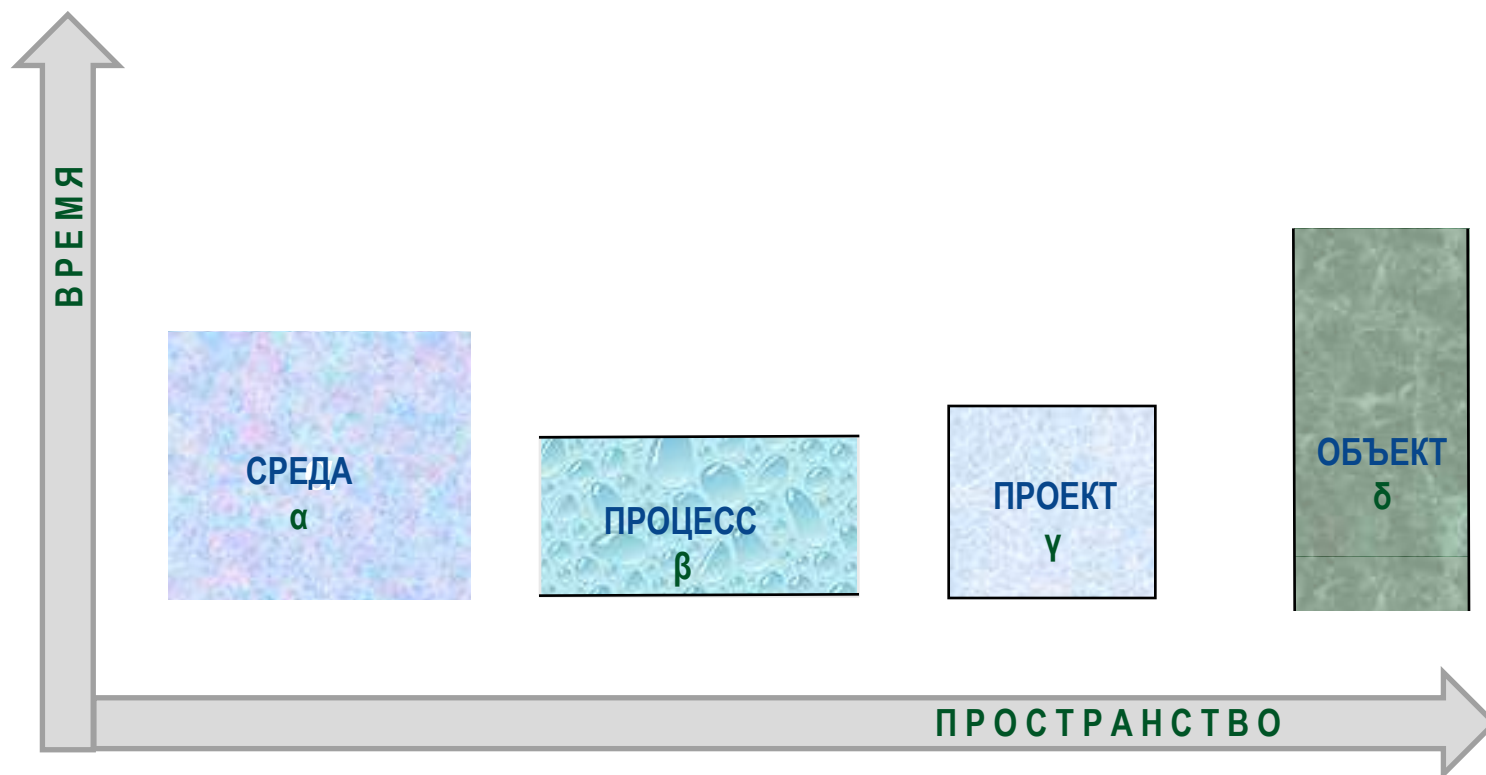 ВРЕМЯ
СРЕДА
α
ПРОЦЕСС
β
ПРОЕКТ
γ
ОБЪЕКТ
δ
ПРОСТРАНСТВО